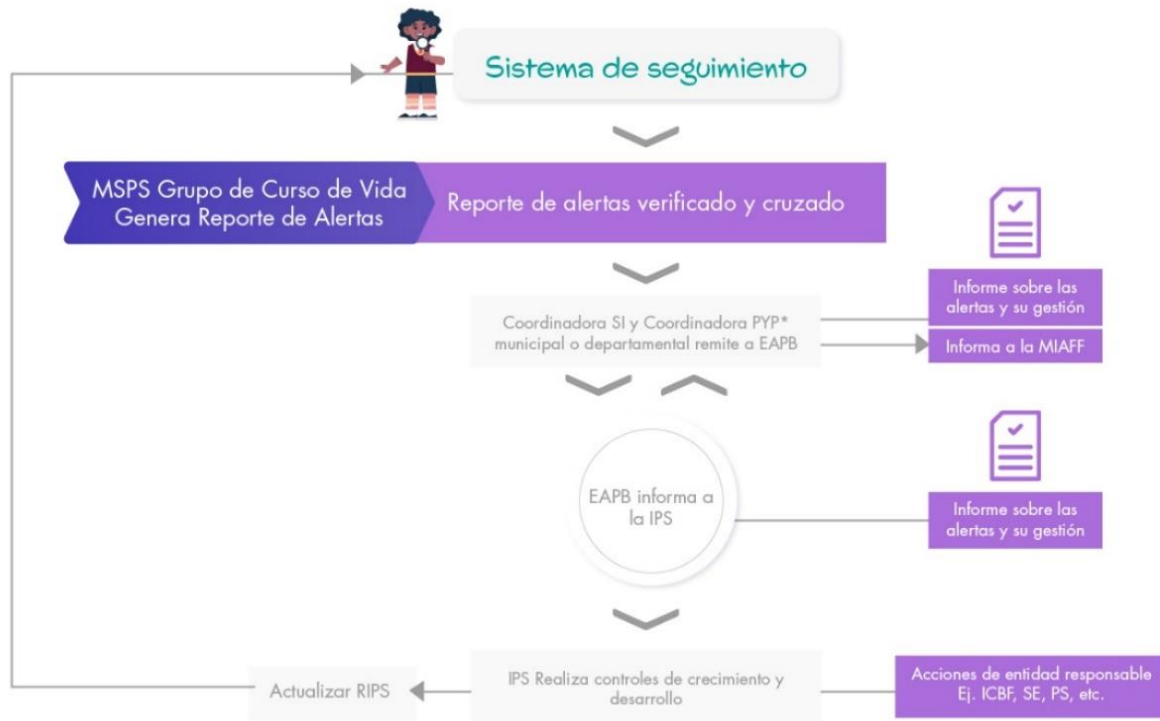 Sistema de seguimiento
MSPS Grupo de Curso de Vida
Genera Reporte de Alertas
Reporte de alertas verificado y cruzado
Informe sobre las
alertas y su gestión
Coordinadora SI y Coordinadora PYP*
municipal o departamental remite a EAPB
Informa a la MIAFF
EAPB informa a
la IPS
Informe sobre las
alertas y su gestión
Actualizar RIPS
IPS Realiza controles de crecimiento y
desarrollo
Acciones de entidad responsable
Ej. ICBF, SE, PS, etc.